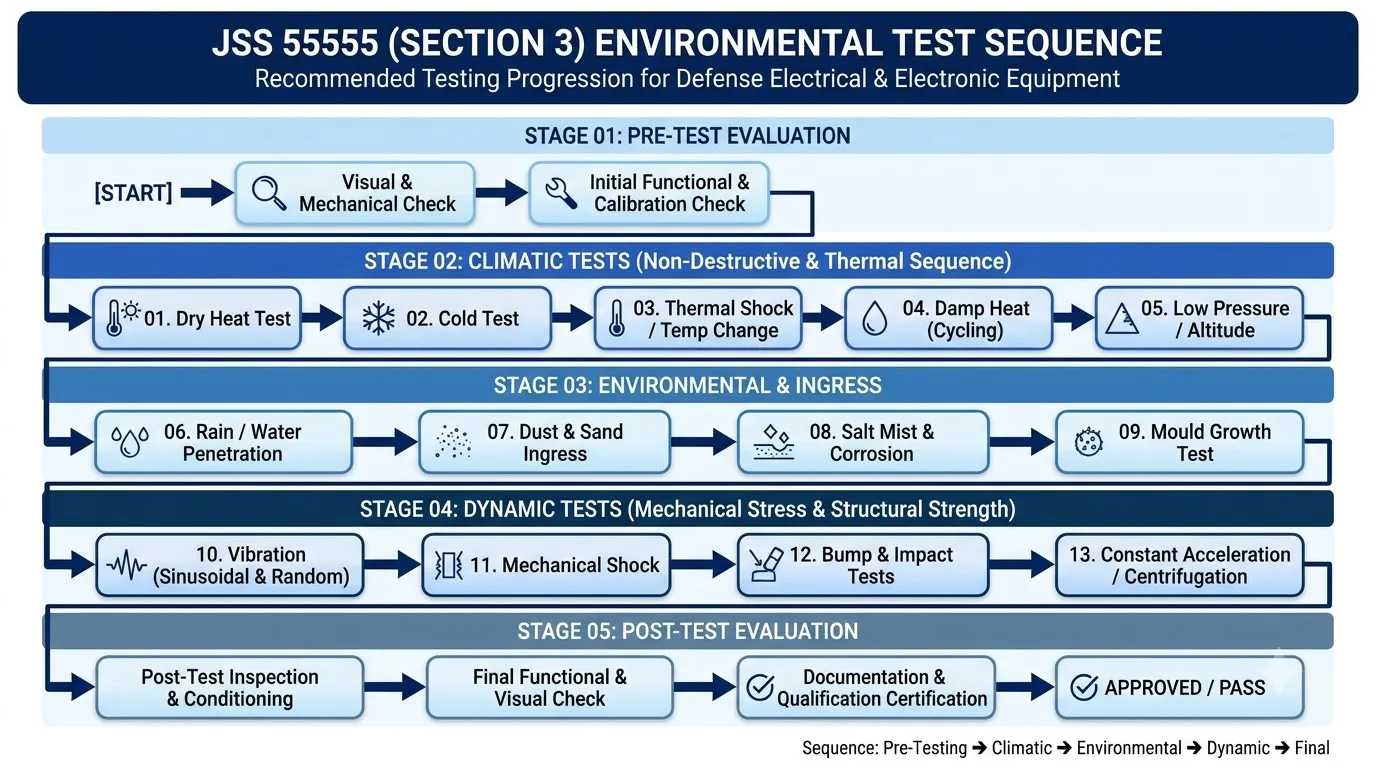 JSS 55555 (SECTION 3) ENVIRONMENTAL TEST SEQUENCE
Recommended Testing Progression for Defense Electrical & Electronic Equipment
STAGE 01: PRE-TEST EVALUATION
[START]
Visual &
Mechanical Check
Initial Functional &
Calibration Check
STAGE 02: CLIMATIC TESTS (Non-Destructive & Thermal Sequence)
01. Dry Heat Test
02. Cold Test
03. Thermal Shock
/ Temp Change
04. Damp Heat
(Cycling)
05. Low Pressure
/ Altitude
STAGE 03: ENVIRONMENTAL & INGRESS
06. Rain / Water
Penetration
07. Dust & Sand
Ingress
08. Salt Mist &
Corrosion
09. Mould Growth
Test
STAGE 04: DYNAMIC TESTS (Mechanical Stress & Structural Strength)
10. Vibration
(Sinusoidal & Random)
11. Mechanical Shock
12. Bump & Impact
Tests
13. Constant Acceleration
/ Centrifugation
STAGE 05: POST-TEST EVALUATION
Post-Test Inspection
& Conditioning
Final Functional &
Visual Check
Documentation &
Qualification Certification
APPROVED / PASS
Sequence: Pre-Testing → Climatic → Environmental → Dynamic → Final